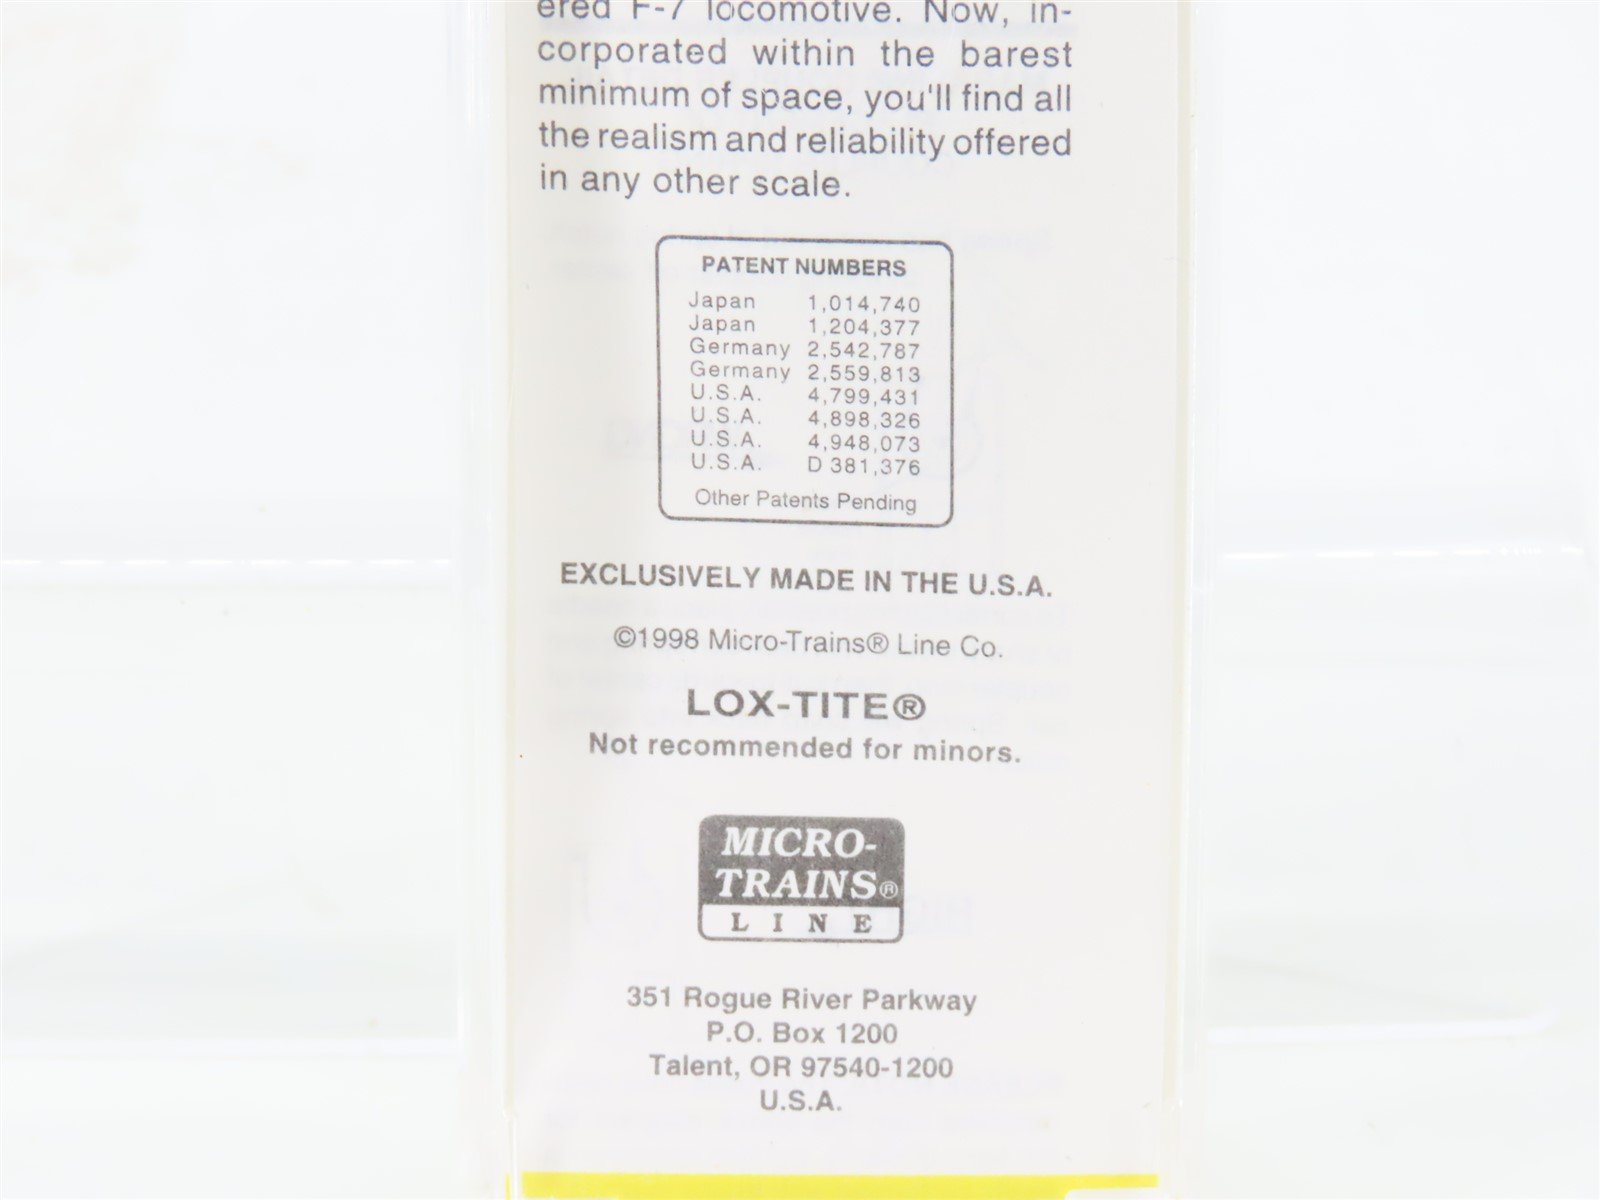 ered F-7 locomotive. Now, in-
corporated within the barest
minimum of space, you'll find all
the realism and reliability offered
in any other scale.
PATENT NUMBERS
Japan 1,014,740
Japan 1,204,377
Germany 2,542,787
Germany 2,559,813
U.S.A. 4,799,431
U.S.A. 4,898,326
U.S.A. 4,948,073
U.S.A. D 381,376
Other Patents Pending
EXCLUSIVELY MADE IN THE U.S.A.
©1998 Micro-Trains® Line Co.
LOX-TITE®
Not recommended for minors.
MICRO-
TRAINS®
LINE
351 Rogue River Parkway
P.O. Box 1200
Talent, OR 97540-1200
U.S.A.